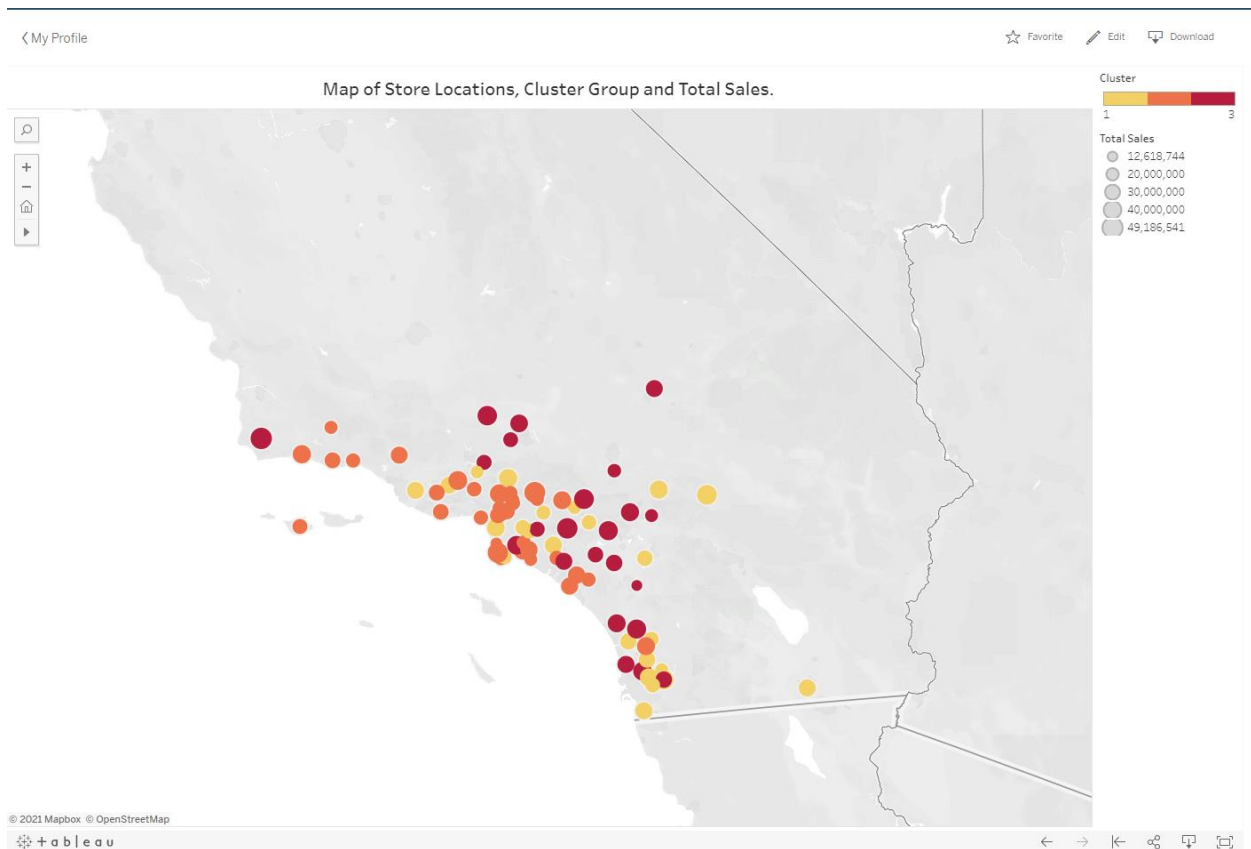 My Profile
Favorite
Edit
Download
Map of Store Locations, Cluster Group and Total Sales.
Cluster
1 3
Total Sales
12,618,744
20,000,000
30,000,000
40,000,000
49,186,541
© 2021 Mapbox © OpenStreetMap
+ableau